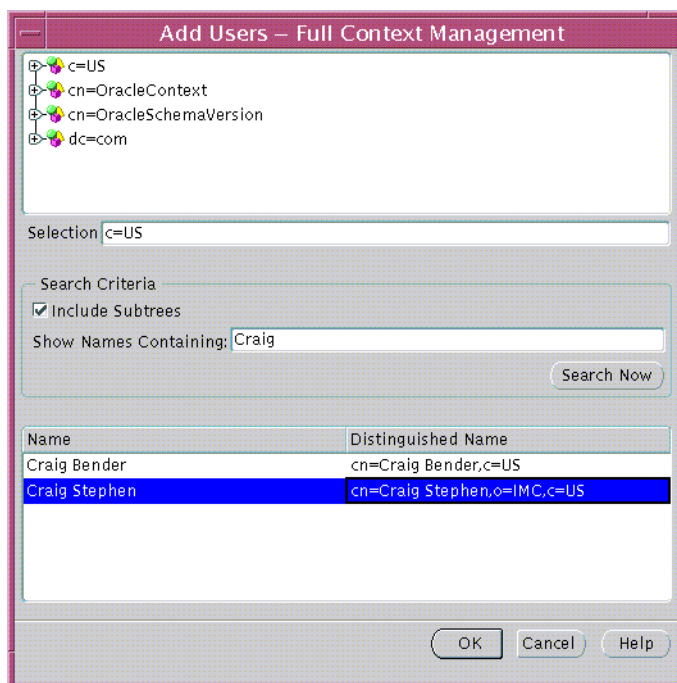 Add Users – Full Context Management
c=US
cn=OracleContext
cn=OracleSchemaVersion
dc=com
Selection c=US
Search Criteria
Include Subtrees
Show Names Containing: Craig
Search Now
Name Distinguished Name
Craig Bender cn=Craig Bender,c=US
Craig Stephen cn=Craig Stephen,o=IMC,c=US
OK Cancel Help